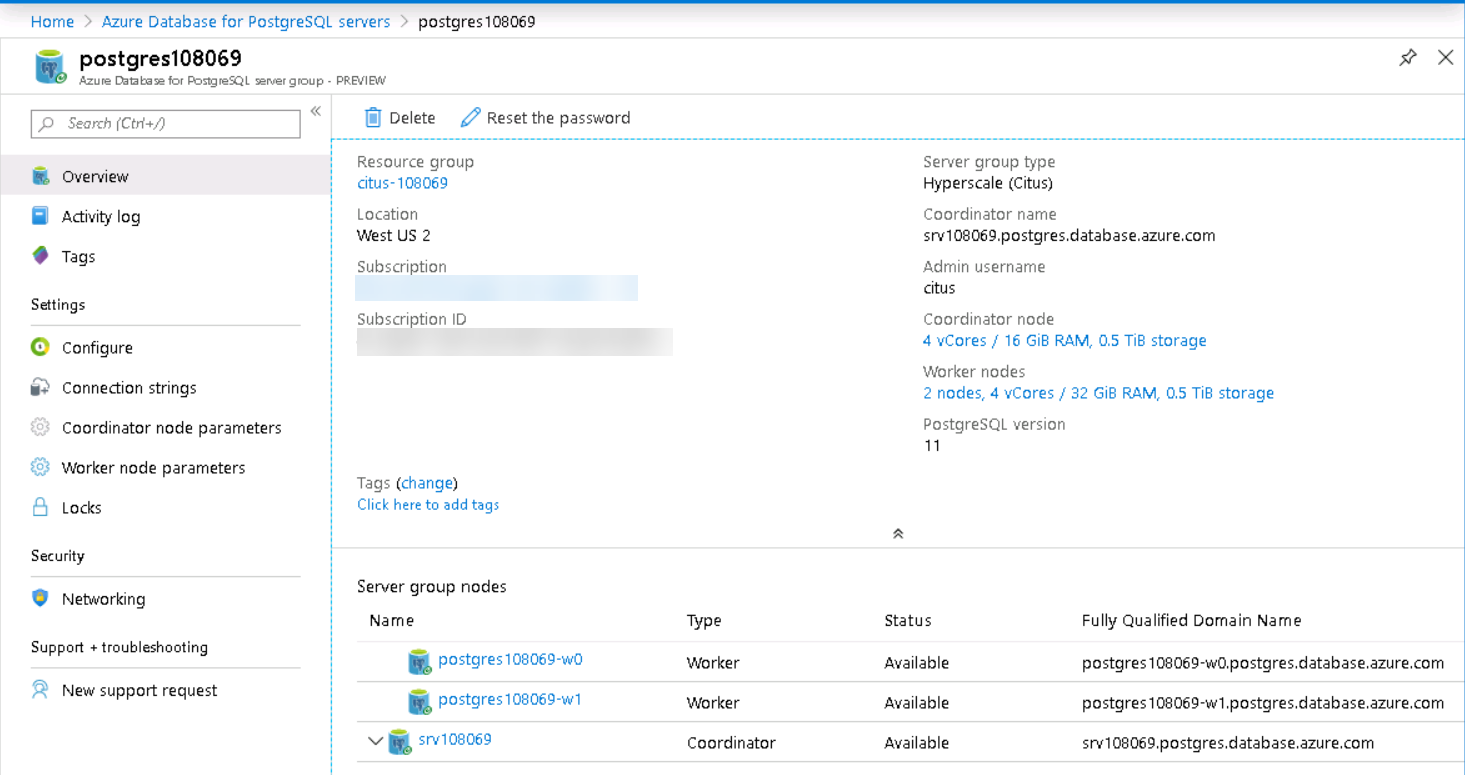 Home > Azure Database for PostgreSQL servers > postgres108069
postgres108069
Azure Database for PostgreSQL server group - PREVIEW
Search (Ctrl+/)
«
Overview
Activity log
Tags
Settings
Configure
Connection strings
Coordinator node parameters
Worker node parameters
Locks
Security
Networking
Support + troubleshooting
New support request
Delete
Reset the password
Resource group
citus-108069
Location
West US 2
Subscription
Subscription ID
Server group type
Hyperscale (Citus)
Coordinator name
srv108069.postgres.database.azure.com
Admin username
citus
Coordinator node
4 vCores / 16 GiB RAM, 0.5 TiB storage
Worker nodes
2 nodes, 4 vCores / 32 GiB RAM, 0.5 TiB storage
PostgreSQL version
11
Tags (change)
Click here to add tags
Server group nodes
Name Type Status Fully Qualified Domain Name
postgres108069-w0 Worker Available postgres108069-w0.postgres.database.azure.com
postgres108069-w1 Worker Available postgres108069-w1.postgres.database.azure.com
srv108069 Coordinator Available srv108069.postgres.database.azure.com